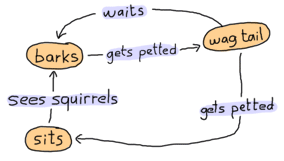 waits
barks
gets petted
wag tail
sees squirrels
gets petted
sits